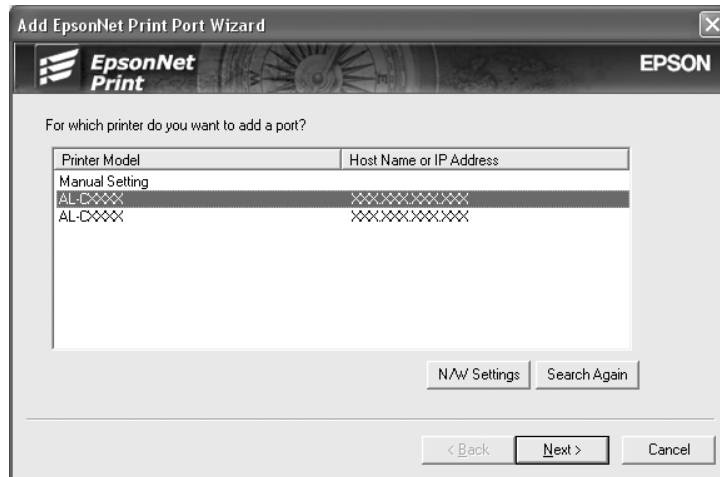 Add EpsonNet Print Port Wizard
EpsonNet
Print
EPSON
For which printer do you want to add a port?
Printer Model Host Name or IP Address
Manual Setting
AL-CXXXX XXX.XXX.XXX.XXX
AL-CXXXX XXX.XXX.XXX.XXX
N/W Settings Search Again
< Back Next > Cancel